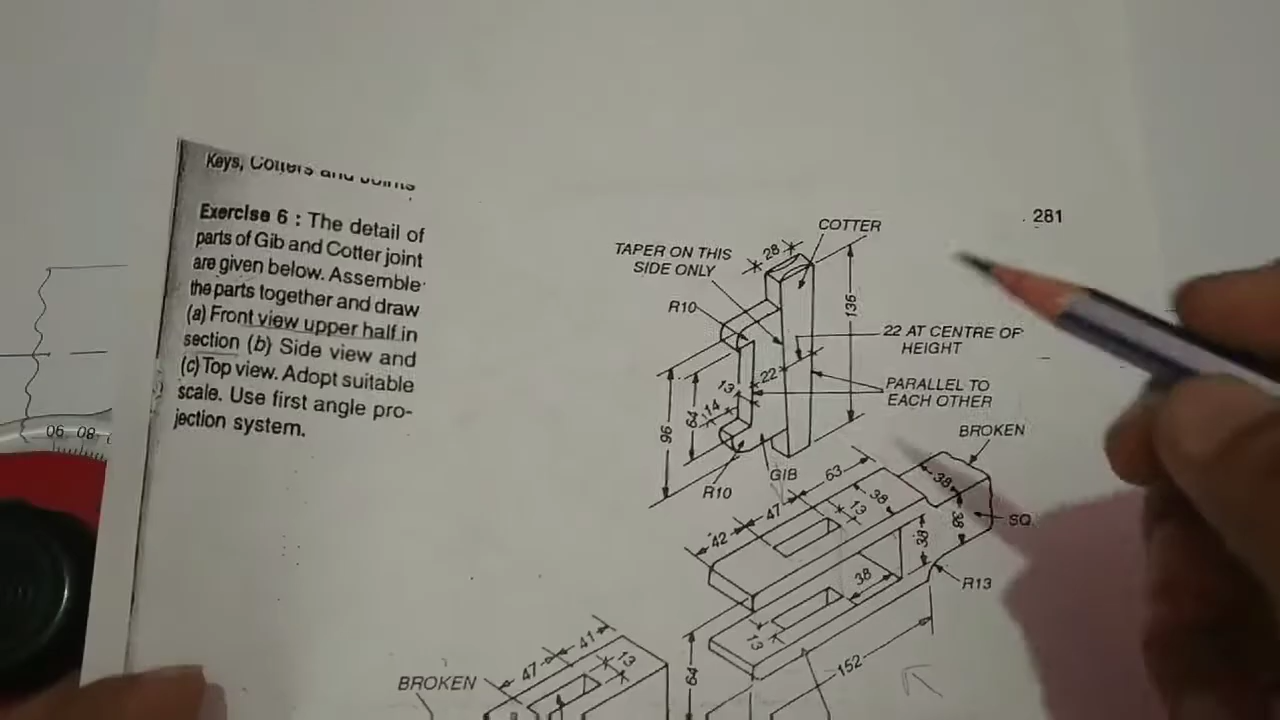 Keys, Cotters and Joints
281
Exercise 6 : The detail of
parts of Gib and Cotter joint
are given below. Assemble
the parts together and draw
(a) Front view upper half in
section (b) Side view and
(c) Top view. Adopt suitable
scale. Use first angle pro-
jection system.
COTTER
TAPER ON THIS
SIDE ONLY
28
R10
136
22 AT CENTRE OF
HEIGHT
22
13
14
64
96
PARALLEL TO
EACH OTHER
R10
GIB
BROKEN
63
47
42
38
13
38
38
38
SQ
R13
38
13
152
64
41
47
13
BROKEN
06 08